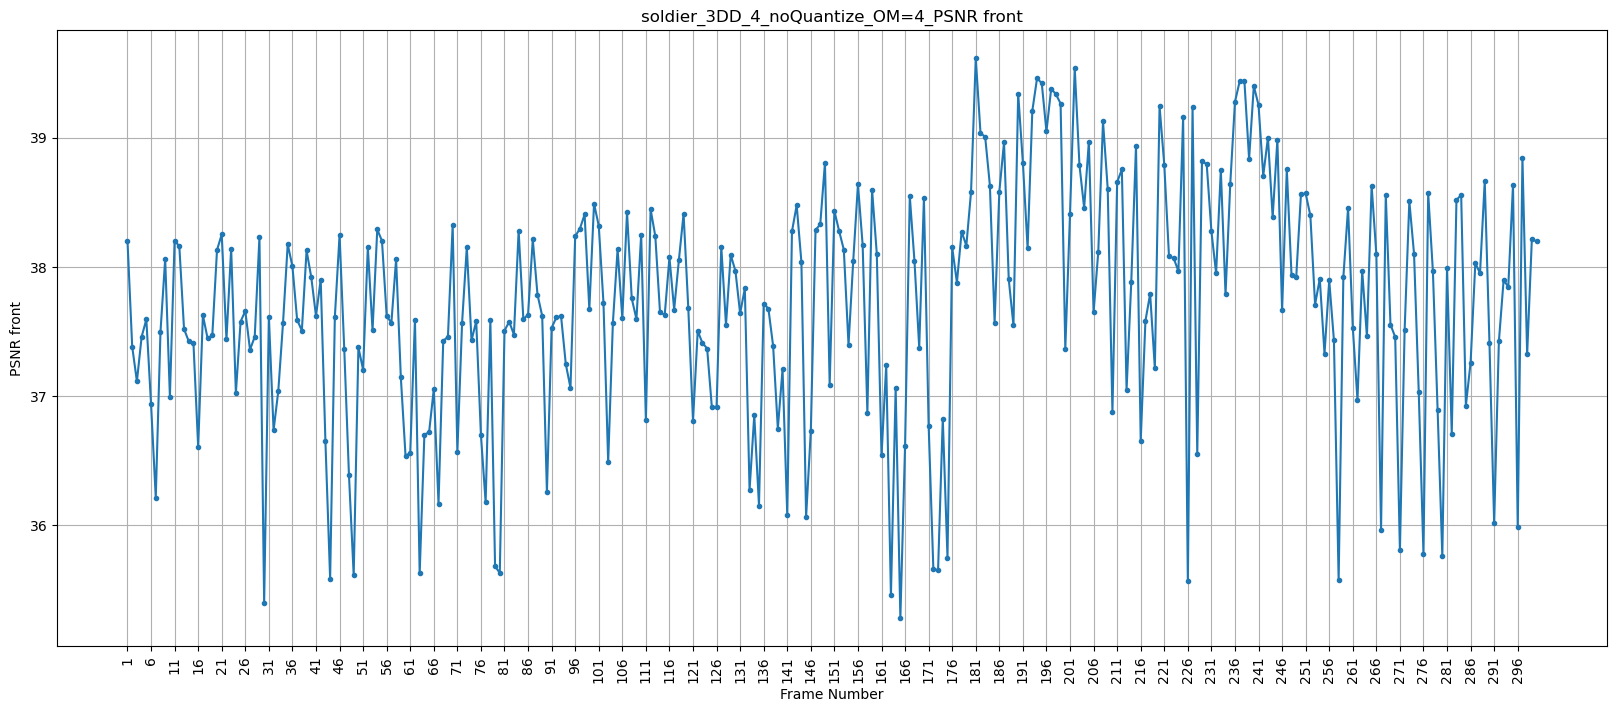 soldier_3DD_4_noQuantize_OM=4_PSNR front
PSNR front
39
38
37
36
1 6 11 16 21 26 31 36 41 46 51 56 61 66 71 76 81 86 91 96 101 106 111 116 121 126 131 136 141 146 151 156 161 166 171 176 181 186 191 196 201 206 211 216 221 226 231 236 241 246 251 256 261 266 271 276 281 286 291 296
Frame Number